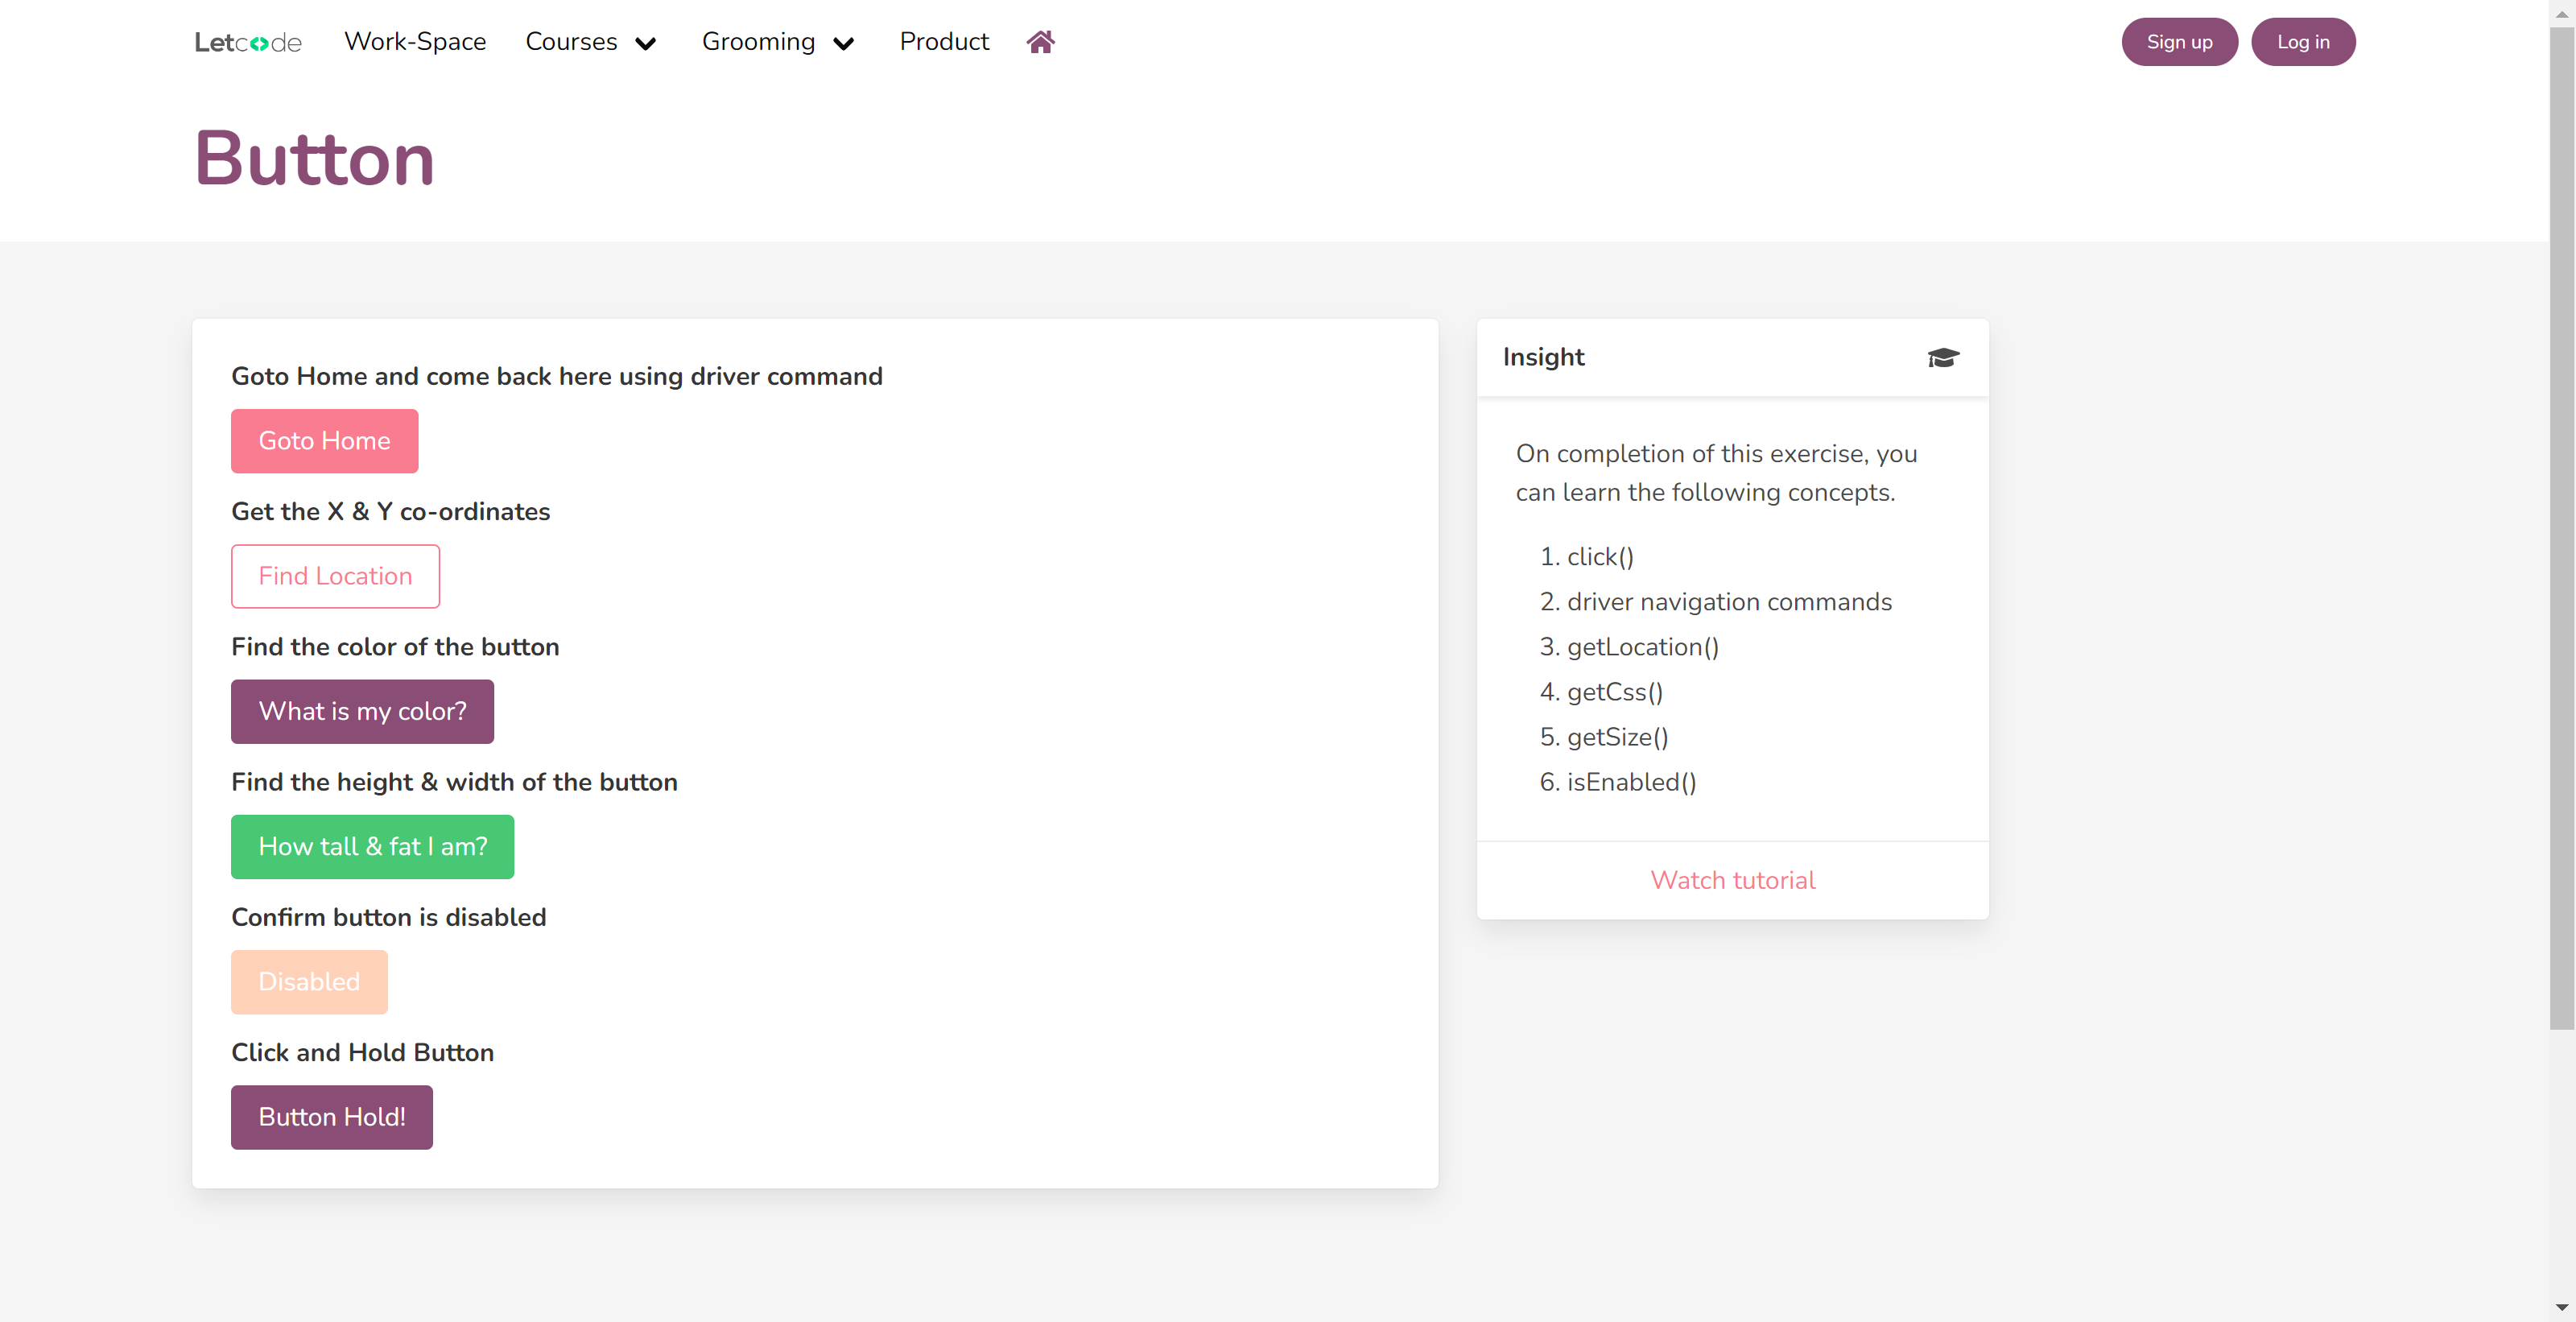 Letcode Work-Space Courses Grooming Product Sign up Log in
Button
Goto Home and come back here using driver command
Goto Home
Get the X & Y co-ordinates
Find Location
Find the color of the button
What is my color?
Find the height & width of the button
How tall & fat I am?
Confirm button is disabled
Disabled
Click and Hold Button
Button Hold!
Insight
On completion of this exercise, you
can learn the following concepts.
1. click()
2. driver navigation commands
3. getLocation()
4. getCss()
5. getSize()
6. isEnabled()
Watch tutorial